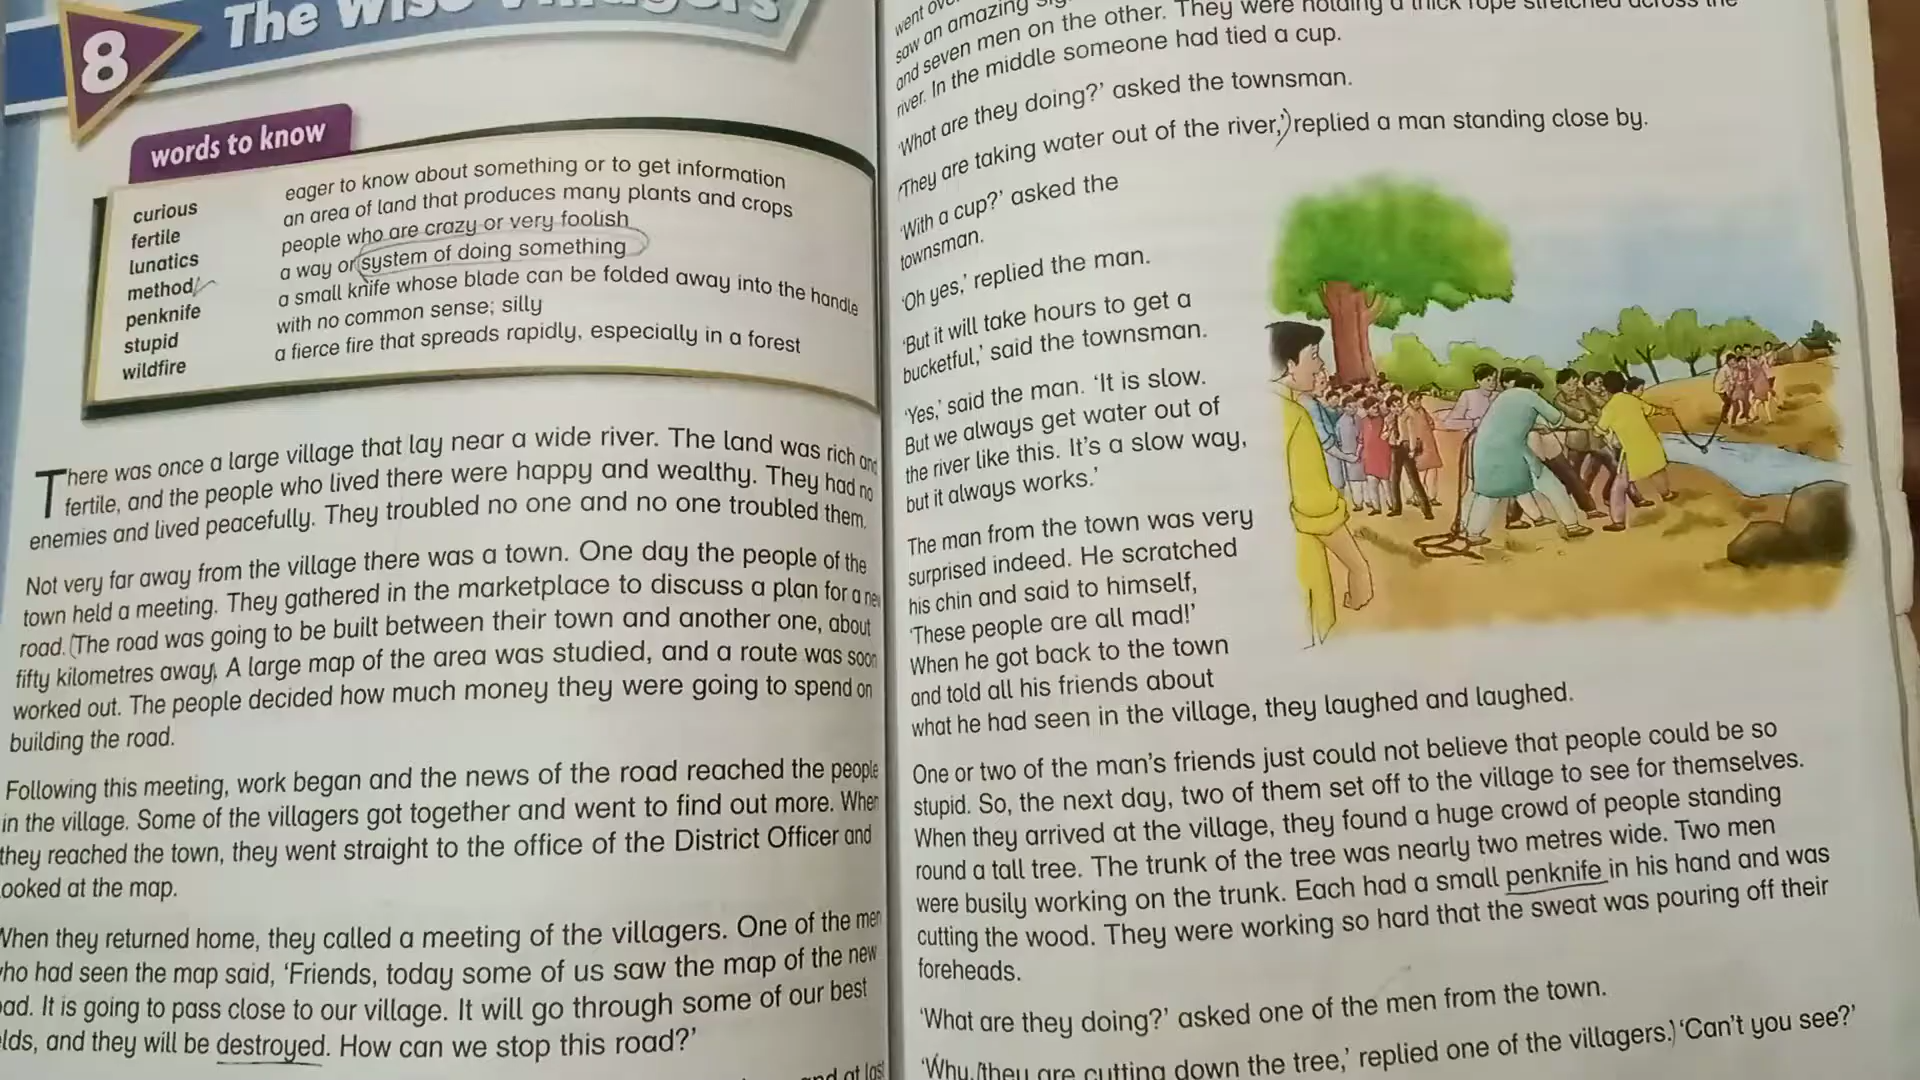 8
The Wise Villagers
words to know
curious eager to know about something or to get information
fertile an area of land that produces many plants and crops
lunatics people who are crazy or very foolish
method a way or system of doing something
penknife a small knife whose blade can be folded away into the handle
stupid with no common sense; silly
wildfire a fierce fire that spreads rapidly, especially in a forest
There was once a large village that lay near a wide river. The land was rich and
fertile, and the people who lived there were happy and wealthy. They had no
enemies and lived peacefully. They troubled no one and no one troubled them.
Not very far away from the village there was a town. One day the people of the
town held a meeting. They gathered in the marketplace to discuss a plan for a new
road. The road was going to be built between their town and another one, about
fifty kilometres away. A large map of the area was studied, and a route was soon
worked out. The people decided how much money they were going to spend on
building the road.
Following this meeting, work began and the news of the road reached the people
in the village. Some of the villagers got together and went to find out more. When
they reached the town, they went straight to the office of the District Officer and
ooked at the map.
When they returned home, they called a meeting of the villagers. One of the men
ho had seen the map said, ‘Friends, today some of us saw the map of the new
oad. It is going to pass close to our village. It will go through some of our best
elds, and they will be destroyed. How can we stop this road?’
and at last
went ov
saw an amazing
and seven men on the other. They were holding a thick rope stretched across the
river. In the middle someone had tied a cup.
‘What are they doing?’ asked the townsman.
‘They are taking water out of the river,’ replied a man standing close by.
‘With a cup?’ asked the
townsman.
‘Oh yes,’ replied the man.
‘But it will take hours to get a
bucketful,’ said the townsman.
‘Yes,’ said the man. ‘It is slow.
But we always get water out of
the river like this. It’s a slow way,
but it always works.’
The man from the town was very
surprised indeed. He scratched
his chin and said to himself,
‘These people are all mad!’
When he got back to the town
and told all his friends about
what he had seen in the village, they laughed and laughed.
One or two of the man’s friends just could not believe that people could be so
stupid. So, the next day, two of them set off to the village to see for themselves.
When they arrived at the village, they found a huge crowd of people standing
round a tall tree. The trunk of the tree was nearly two metres wide. Two men
were busily working on the trunk. Each had a small penknife in his hand and was
cutting the wood. They were working so hard that the sweat was pouring off their
foreheads.
‘What are they doing?’ asked one of the men from the town.
‘Why, they are cutting down the tree,’ replied one of the villagers. ‘Can’t you see?’